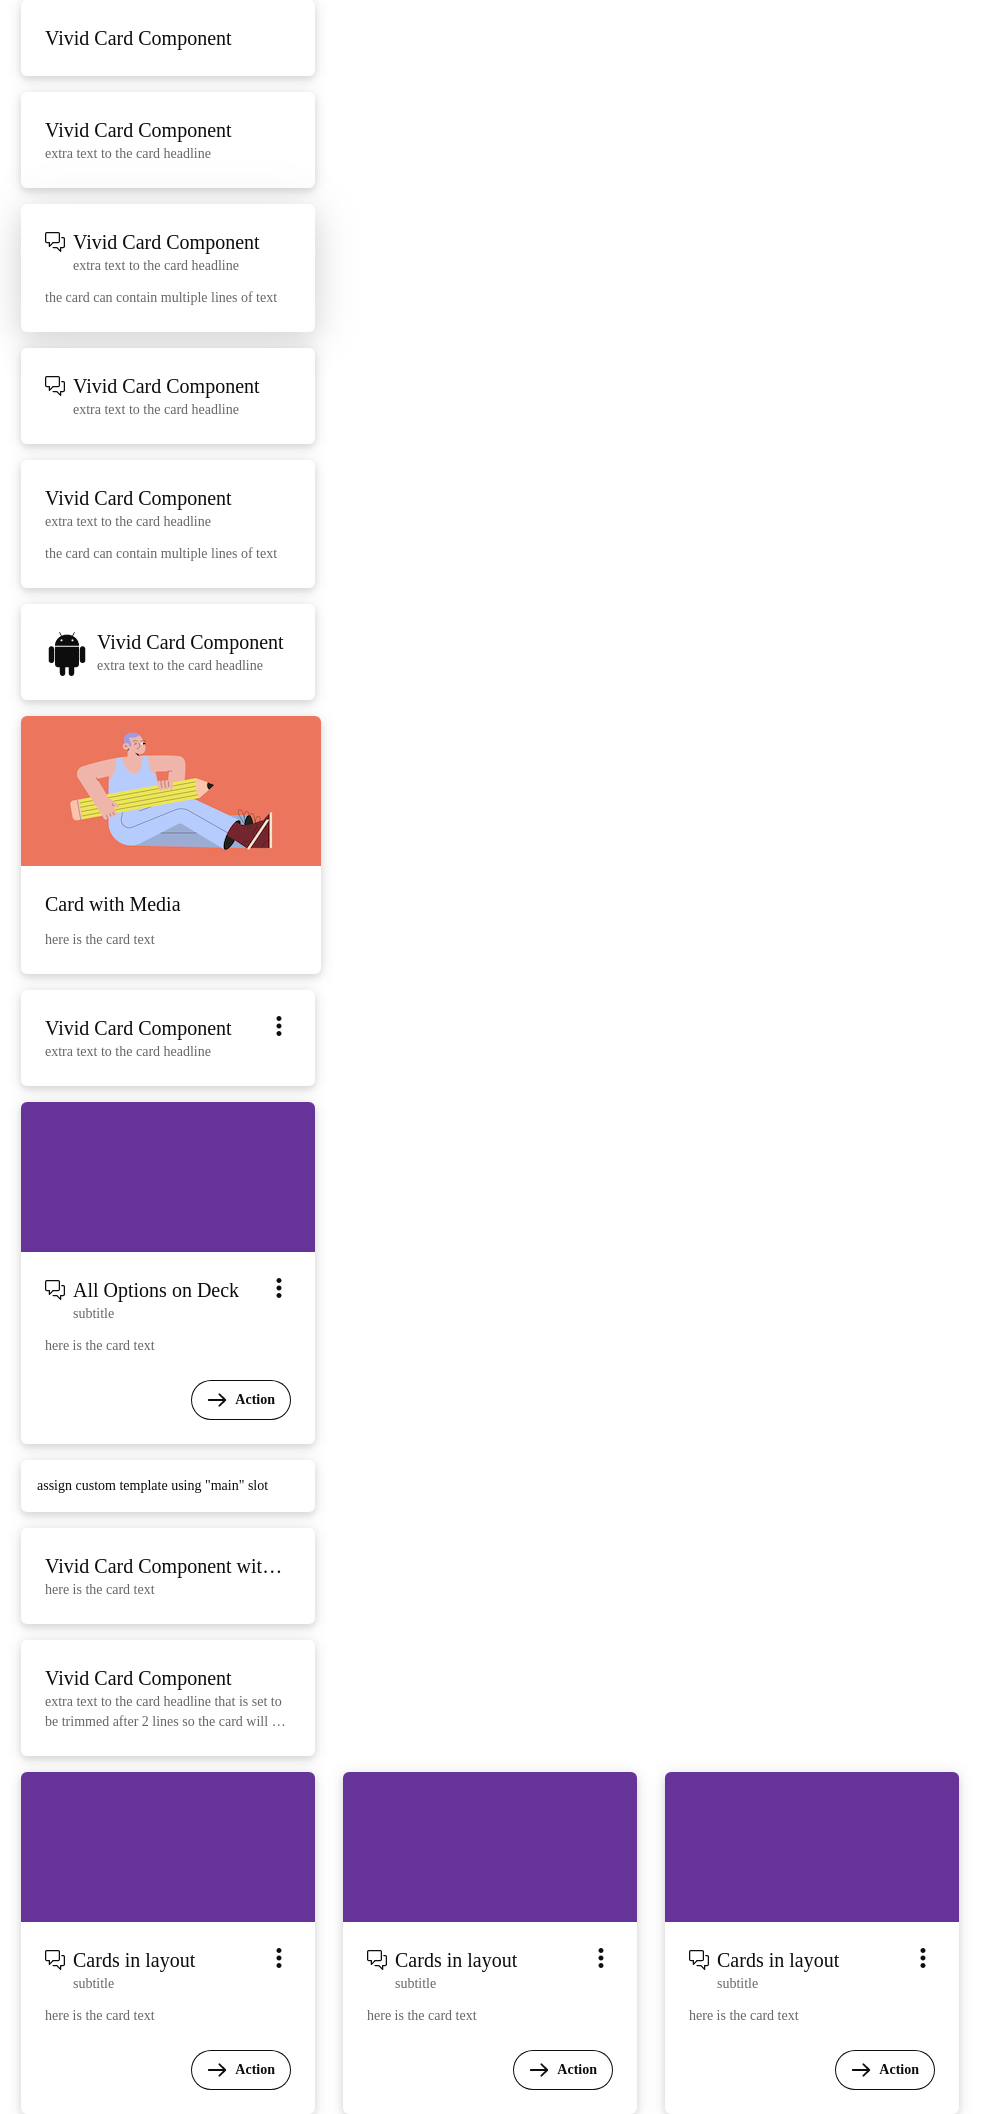 Vivid Card Component
Vivid Card Component
extra text to the card headline
Vivid Card Component
extra text to the card headline
the card can contain multiple lines of text
Vivid Card Component
extra text to the card headline
Vivid Card Component
extra text to the card headline
the card can contain multiple lines of text
Vivid Card Component
extra text to the card headline
Card with Media
here is the card text
Vivid Card Component
extra text to the card headline
All Options on Deck
subtitle
here is the card text
Action
assign custom template using "main" slot
Vivid Card Component wit…
here is the card text
Vivid Card Component
extra text to the card headline that is set to
be trimmed after 2 lines so the card will …
Cards in layout
subtitle
here is the card text
Action
Cards in layout
subtitle
here is the card text
Action
Cards in layout
subtitle
here is the card text
Action